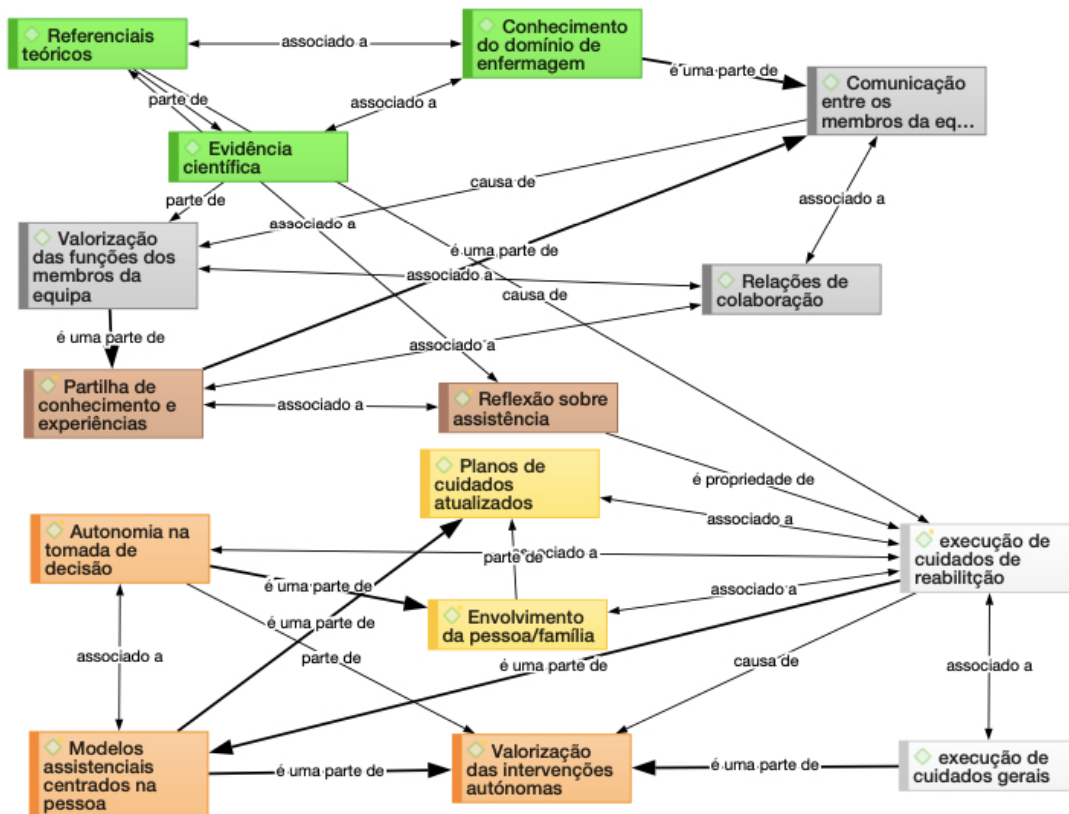 Referenciais
teóricos
associado a
Conhecimento
do domínio de
enfermagem
é uma parte de
Comunicação
entre os
membros da eq...
parte de
associado a
Evidência
científica
causa de
parte de
associado a
associado a
é uma parte de
Valorização
das funções dos
membros da
equipa
associado a
Relações de
colaboração
causa de
é uma parte de
associado a
Partilha de
conhecimento e
experiências
associado a
Reflexão sobre
assistência
é propriedade de
Planos de
cuidados
atualizados
associado a
Autonomia na
tomada de
decisão
parte de
associado a
execução de
cuidados de
reabilitção
é uma parte de
associado a
Envolvimento
da pessoa/família
é uma parte de
associado a
parte de
é uma parte de
causa de
associado a
Modelos
assistenciais
centrados na
pessoa
é uma parte de
Valorização
das intervenções
autónomas
é uma parte de
execução de
cuidados gerais